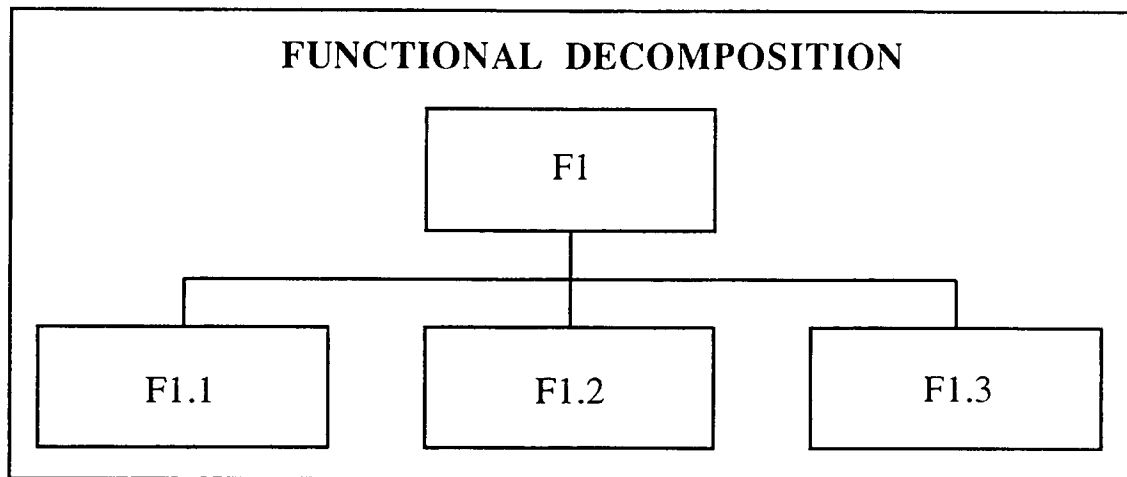 FUNCTIONAL DECOMPOSITION
F1
F1.1
F1.2
F1.3